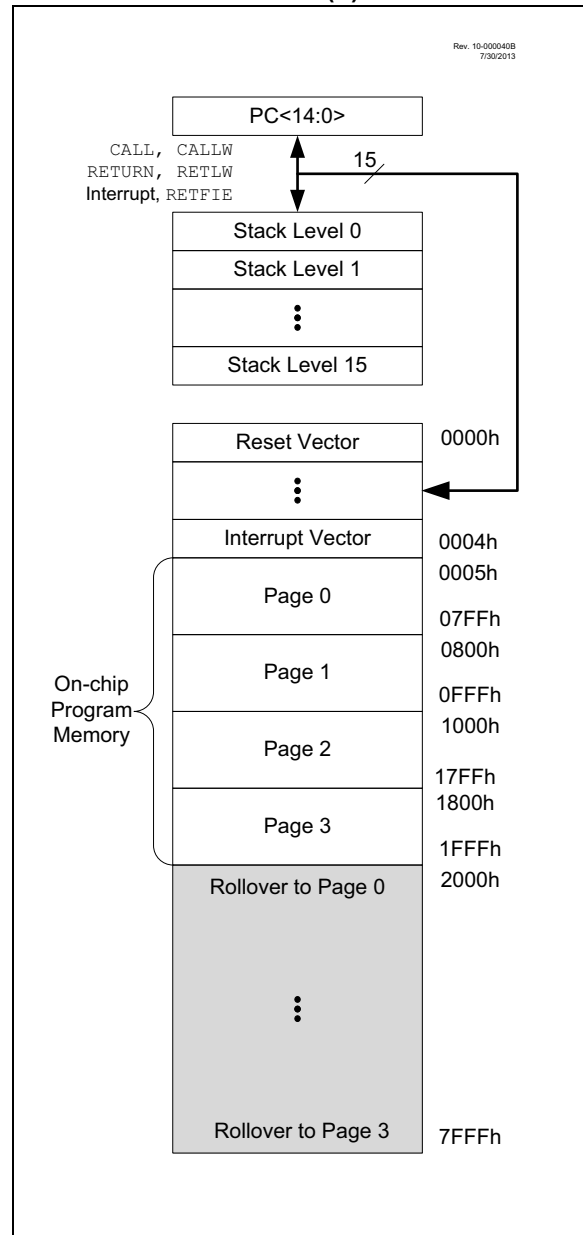 Rev. 10-000040B
7/30/2013
PC<14:0>
CALL, CALLW
RETURN, RETLW
Interrupt, RETFIE
15
Stack Level 0
Stack Level 1
Stack Level 15
Reset Vector
0000h
Interrupt Vector
0004h
0005h
Page 0
07FFh
0800h
Page 1
0FFFh
On-chip
Program
Memory
1000h
Page 2
17FFh
1800h
Page 3
1FFFh
Rollover to Page 0
2000h
Rollover to Page 3
7FFFh